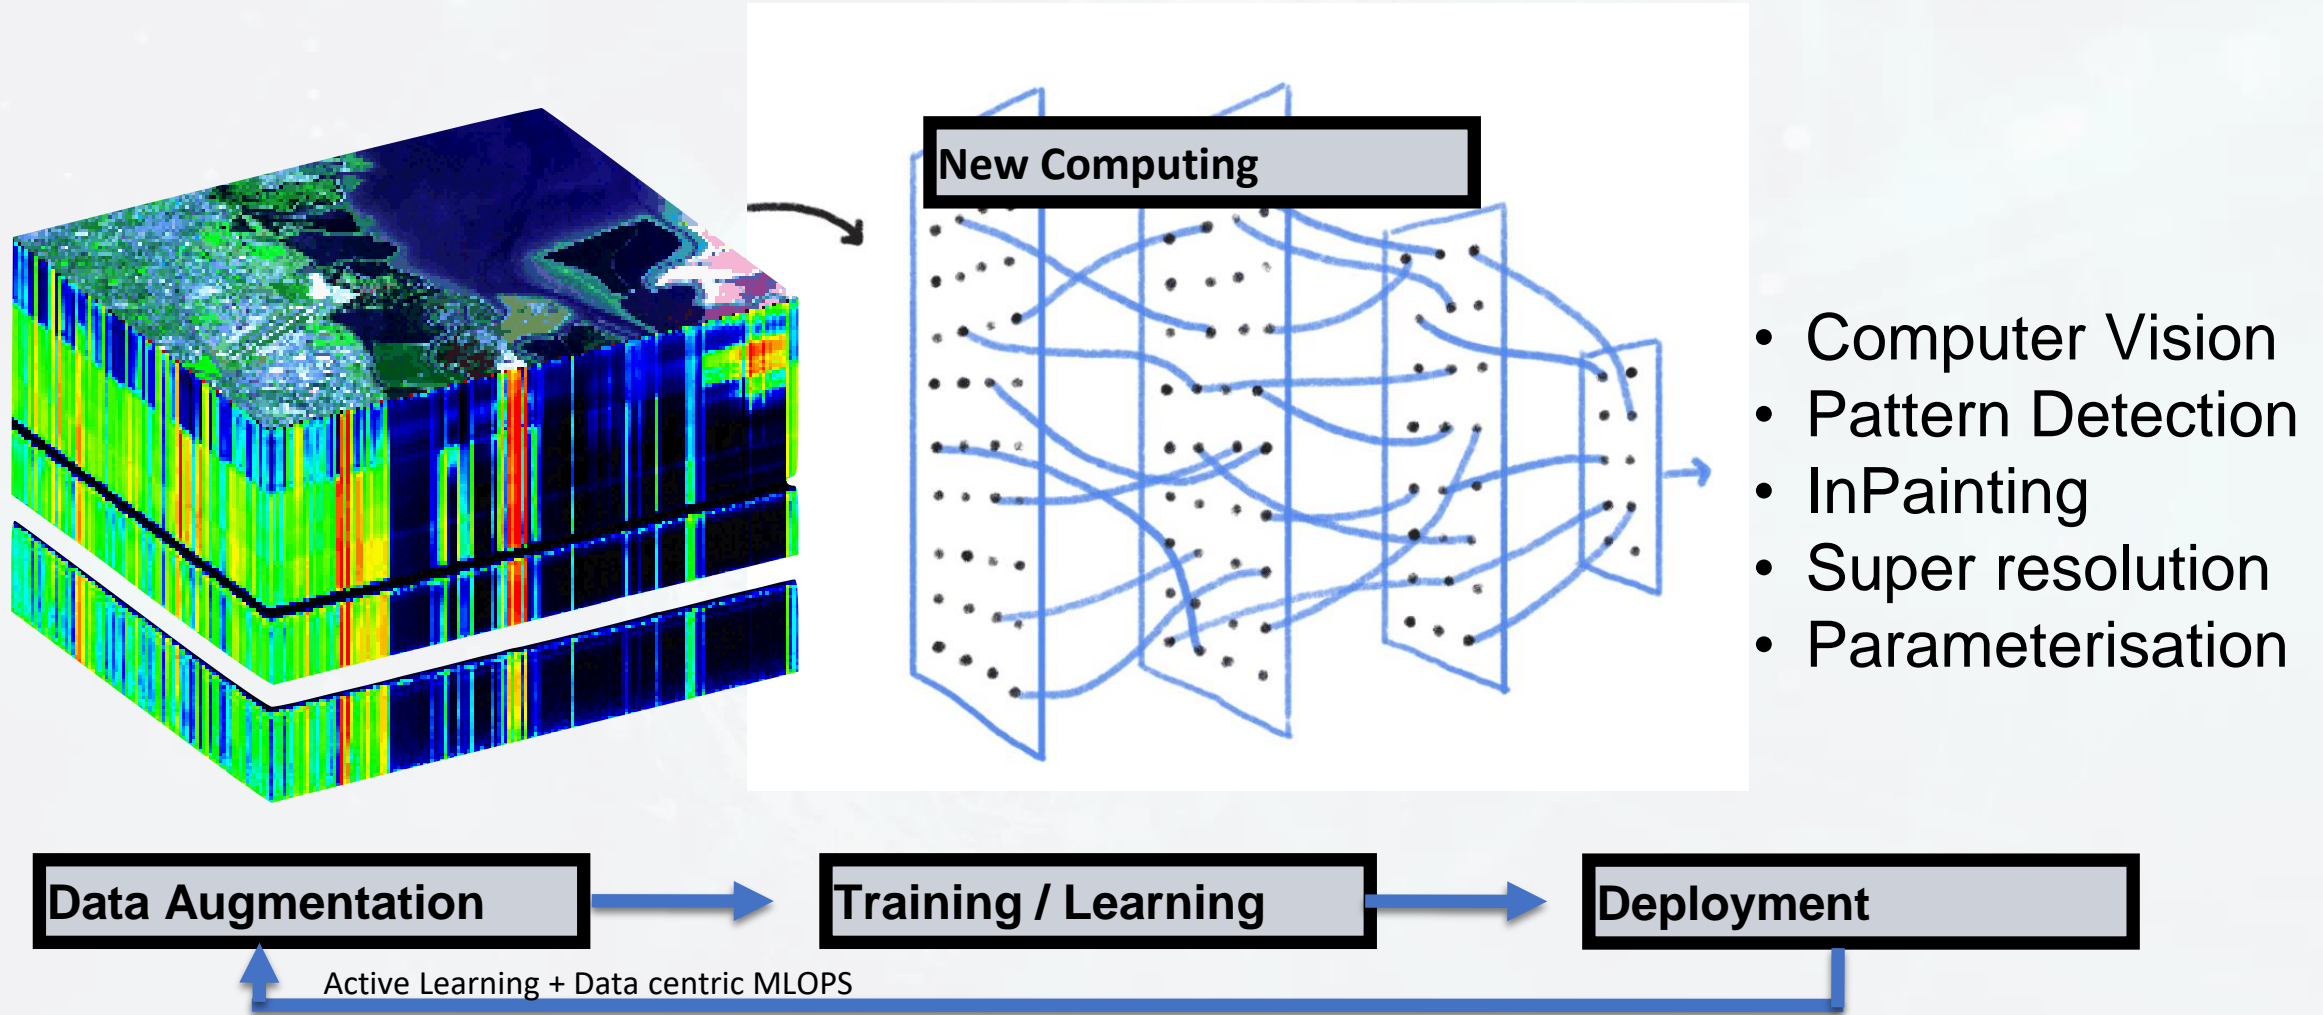 New Computing
• Computer Vision
• Pattern Detection
• InPainting
• Super resolution
• Parameterisation
Data Augmentation
Training / Learning
Deployment
Active Learning + Data centric MLOPS